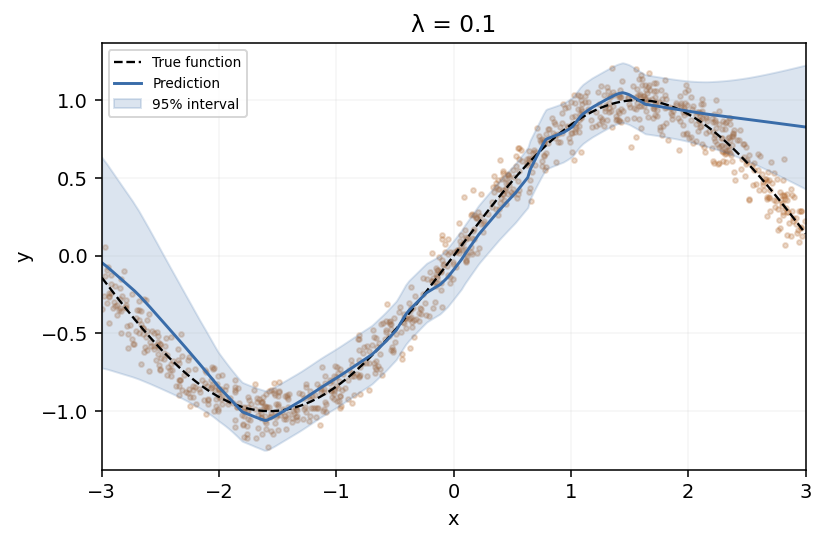 λ = 0.1
True function
Prediction
95% interval
1.0
0.5
0.0
−0.5
−1.0
y
−3
−2
−1
0
1
2
3
x